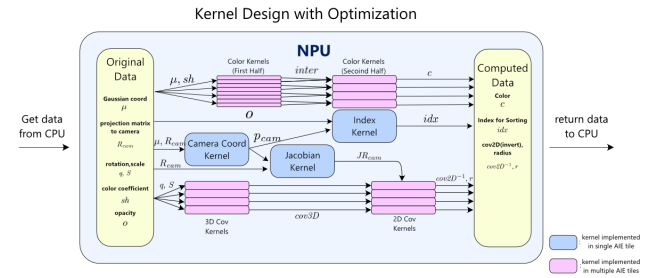 Kernel Design with Optimization
NPU
Original
Data
Gaussian coord
μ
projection matrix
to camera
R_cam
rotation,scale
q, S
color coefficient
sh
opacity
o
Get data
from CPU
μ, sh
Color Kernels
(First Half)
inter
Color Kernels
(Secoind Half)
c
o
Index
Kernel
idx
μ, R_cam
Camera Coord
Kernel
p_cam
R_cam
Jacobian
Kernel
JR_cam
q, S
3D Cov
Kernels
cov3D
2D Cov
Kernels
cov2D⁻¹, r
Computed
Data
Color
c
Index for Sorting
idx
cov2D(invert),
radius
cov2D⁻¹, r
return data
to CPU
: kernel implemented
in single AIE tile
: kernel implemented
in multiple AIE tiles